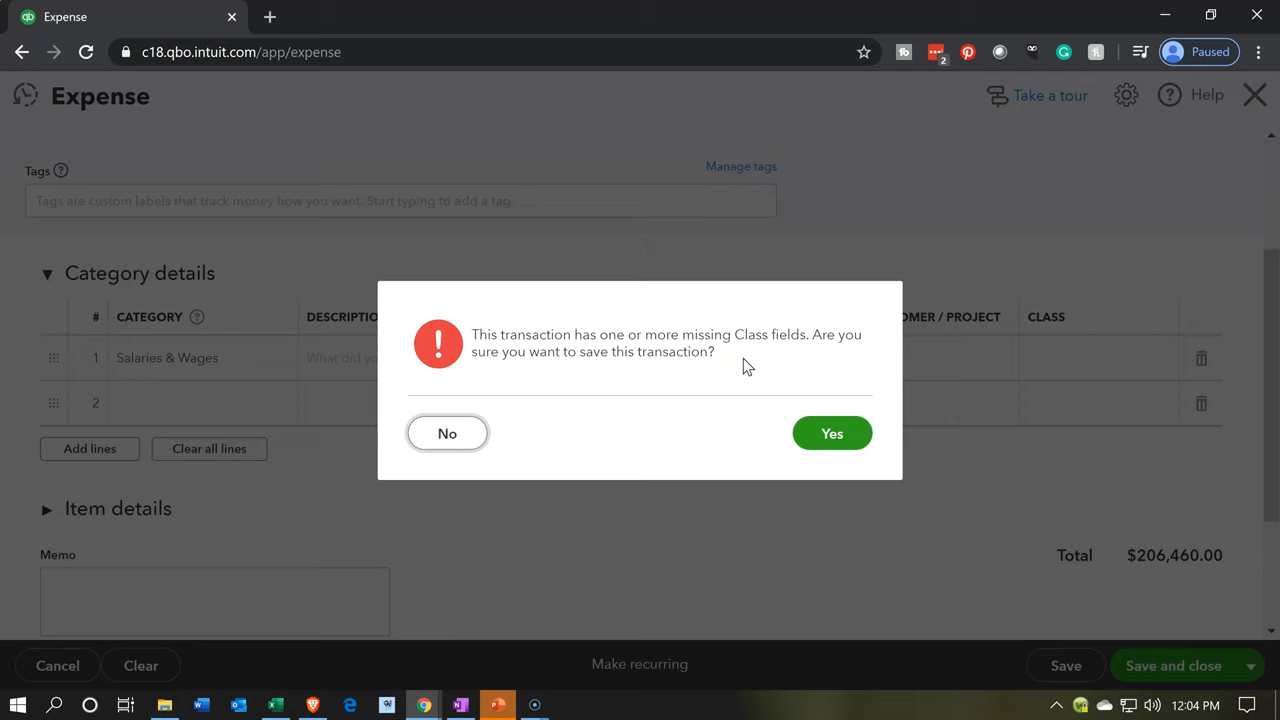 Expense
c18.qbo.intuit.com/app/expense
2
Paused
Expense
Take a tour
Help
Tags
Manage tags
Tags are custom labels that track money how you want. Start typing to add a tag.
Category details
# CATEGORY DESCRIPTIO OMER / PROJECT CLASS
1 Salaries & Wages What did yo
2
This transaction has one or more missing Class fields. Are you
sure you want to save this transaction?
No Yes
Add lines Clear all lines
Item details
Memo
Total $206,460.00
Cancel Clear Make recurring Save Save and close
12:04 PM